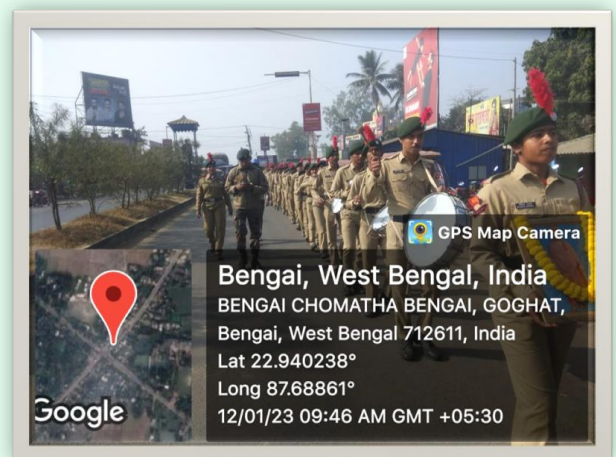 GPS Map Camera
Bengai, West Bengal, India
BENGAI CHOMATHA BENGAI, GOGHAT,
Bengai, West Bengal 712611, India
Lat 22.940238°
Long 87.68861°
12/01/23 09:46 AM GMT +05:30
Google